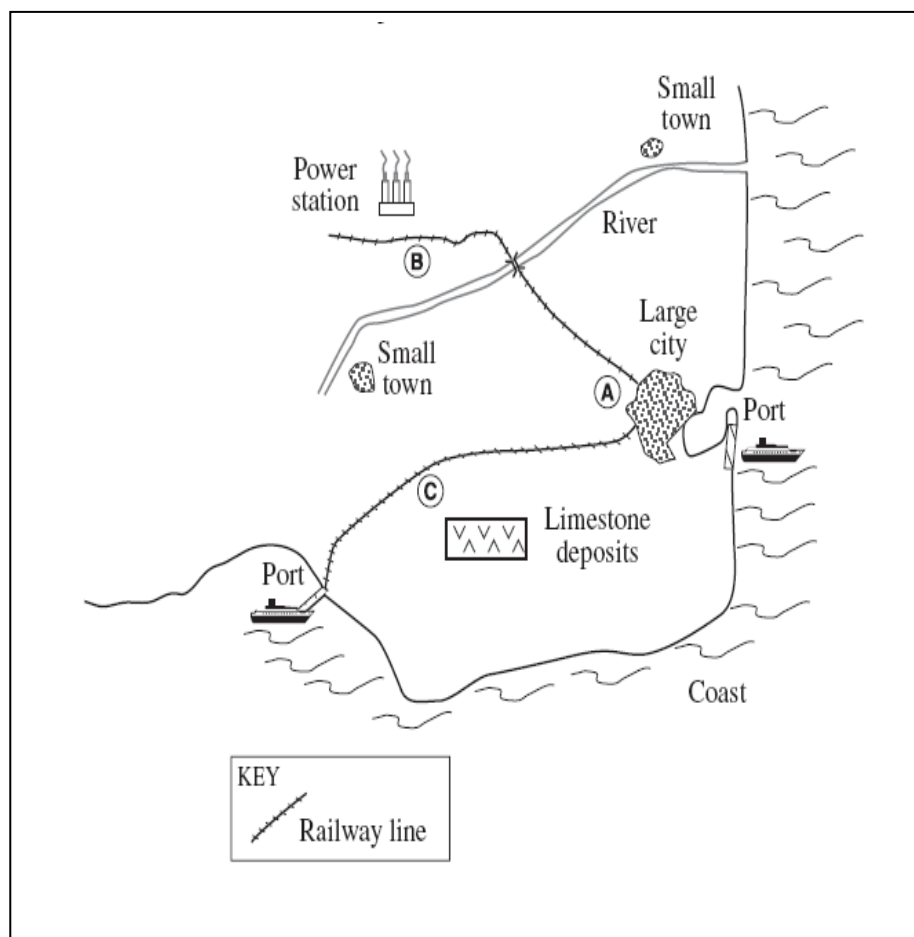 Small
town
Power
station
River
B
Large
city
Small
town
A
Port
C
Limestone
deposits
Port
Coast
KEY
Railway line